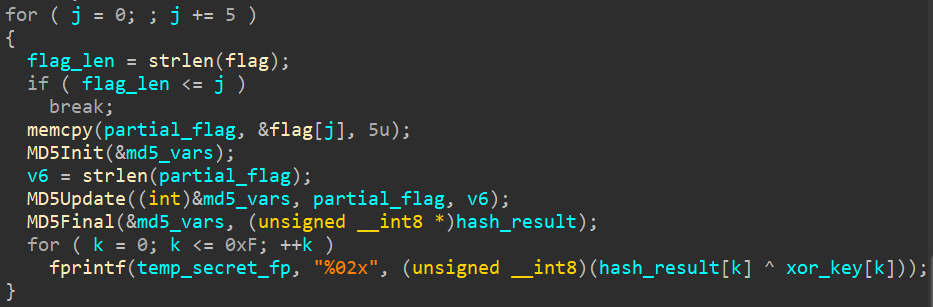 for ( j = 0; ; j += 5 )
{
flag_len = strlen(flag);
if ( flag_len <= j )
break;
memcpy(partial_flag, &flag[j], 5u);
MD5Init(&md5_vars);
v6 = strlen(partial_flag);
MD5Update((int)&md5_vars, partial_flag, v6);
MD5Final(&md5_vars, (unsigned __int8 *)hash_result);
for ( k = 0; k <= 0xF; ++k )
fprintf(temp_secret_fp, "%02x", (unsigned __int8)(hash_result[k] ^ xor_key[k]));
}